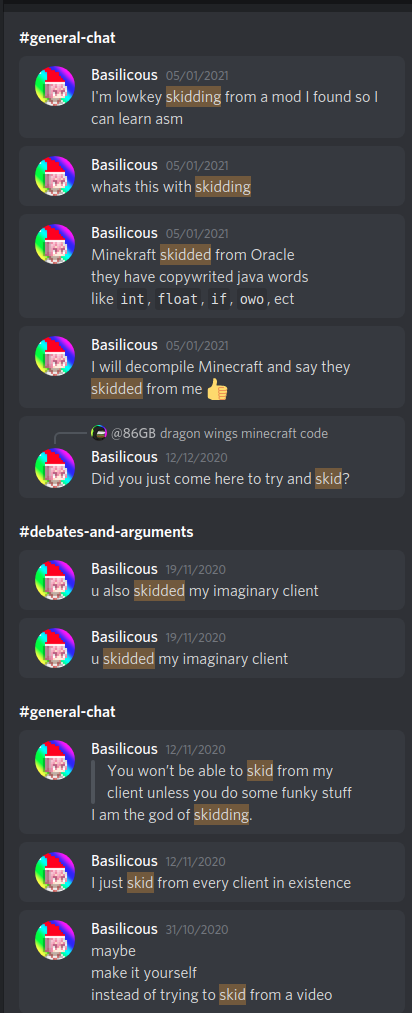 #general-chat
Basilicous 05/01/2021
I'm lowkey skidding from a mod I found so I
can learn asm
Basilicous 05/01/2021
whats this with skidding
Basilicous 05/01/2021
Minekraft skidded from Oracle
they have copywrited java words
like int, float, if, owo, ect
Basilicous 05/01/2021
I will decompile Minecraft and say they
skidded from me 👍
@86GB dragon wings minecraft code
Basilicous 12/12/2020
Did you just come here to try and skid?
#debates-and-arguments
Basilicous 19/11/2020
u also skidded my imaginary client
Basilicous 19/11/2020
u skidded my imaginary client
#general-chat
Basilicous 12/11/2020
You won't be able to skid from my
client unless you do some funky stuff
I am the god of skidding.
Basilicous 12/11/2020
I just skid from every client in existence
Basilicous 31/10/2020
maybe
make it yourself
instead of trying to skid from a video